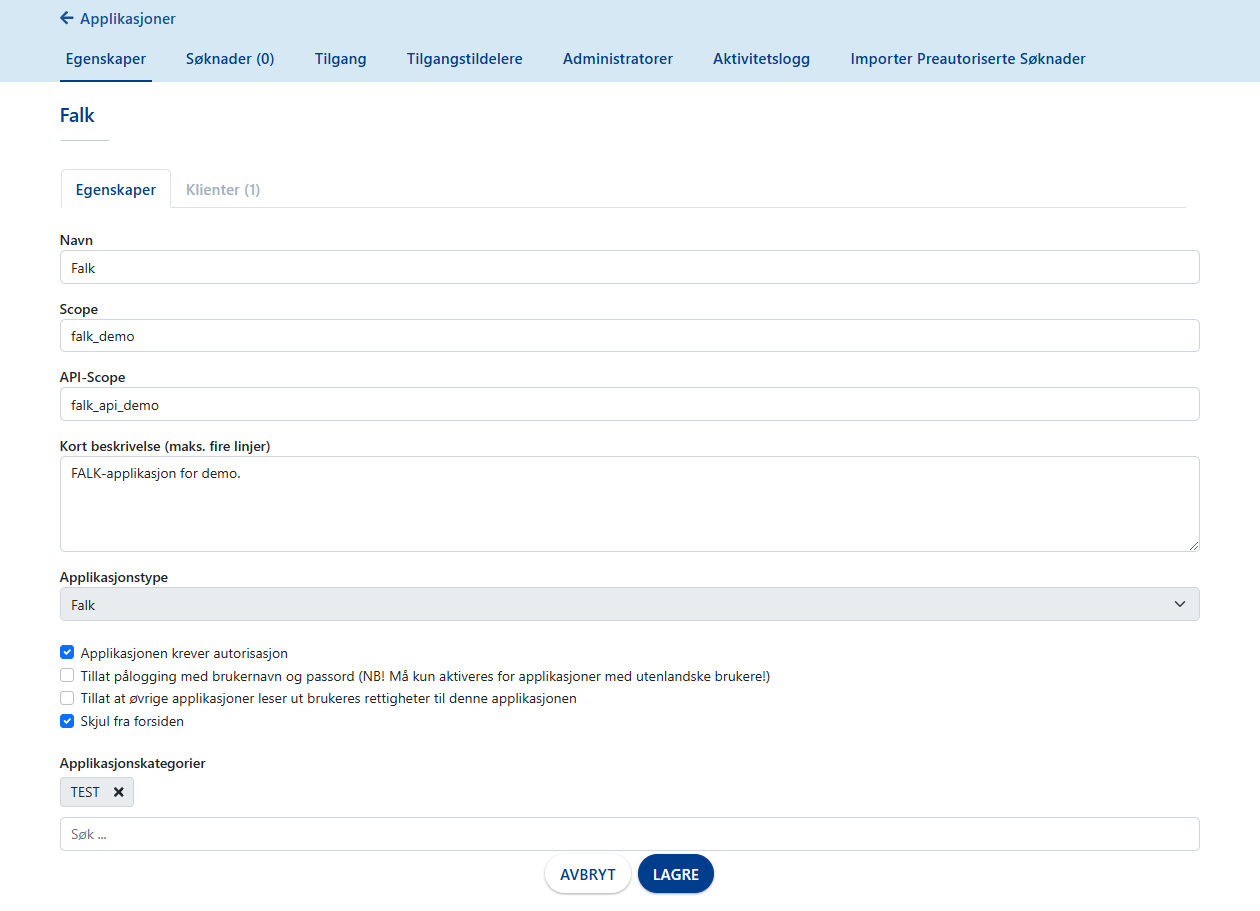 Applikasjoner
Egenskaper Søknader (0) Tilgang Tilgangstildelere Administratorer Aktivitetslogg Importer Preautoriserte Søknader
Falk
Egenskaper Klienter (1)
Navn
Falk
Scope
falk_demo
API-Scope
falk_api_demo
Kort beskrivelse (maks. fire linjer)
FALK-applikasjon for demo.
Applikasjonstype
Falk
Applikasjonen krever autorisasjon
Tillat pålogging med brukernavn og passord (NB! Må kun aktiveres for applikasjoner med utenlandske brukere!)
Tillat at øvrige applikasjoner leser ut brukeres rettigheter til denne applikasjonen
Skjul fra forsiden
Applikasjonskategorier
TEST
Søk ...
AVBRYT LAGRE